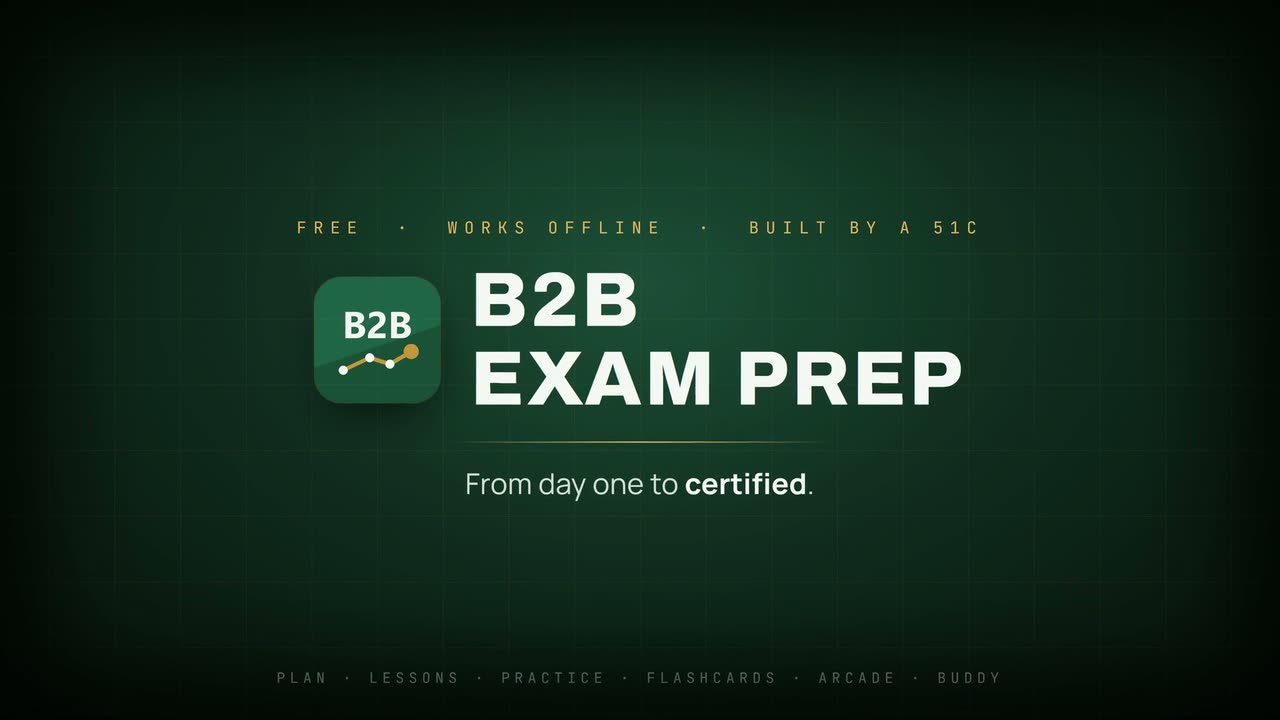 FREE · WORKS OFFLINE · BUILT BY A 51C
B2B
B2B
EXAM PREP
From day one to certified.
PLAN · LESSONS · PRACTICE · FLASHCARDS · ARCADE · BUDDY